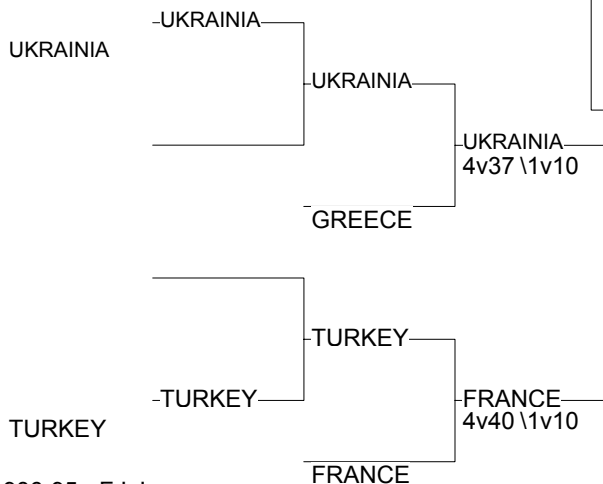 UKRAINIA
UKRAINIA
UKRAINIA
UKRAINIA
4v37 \1v10
GREECE
TURKEY
TURKEY
FRANCE
4v40 \1v10
TURKEY
FRANCE